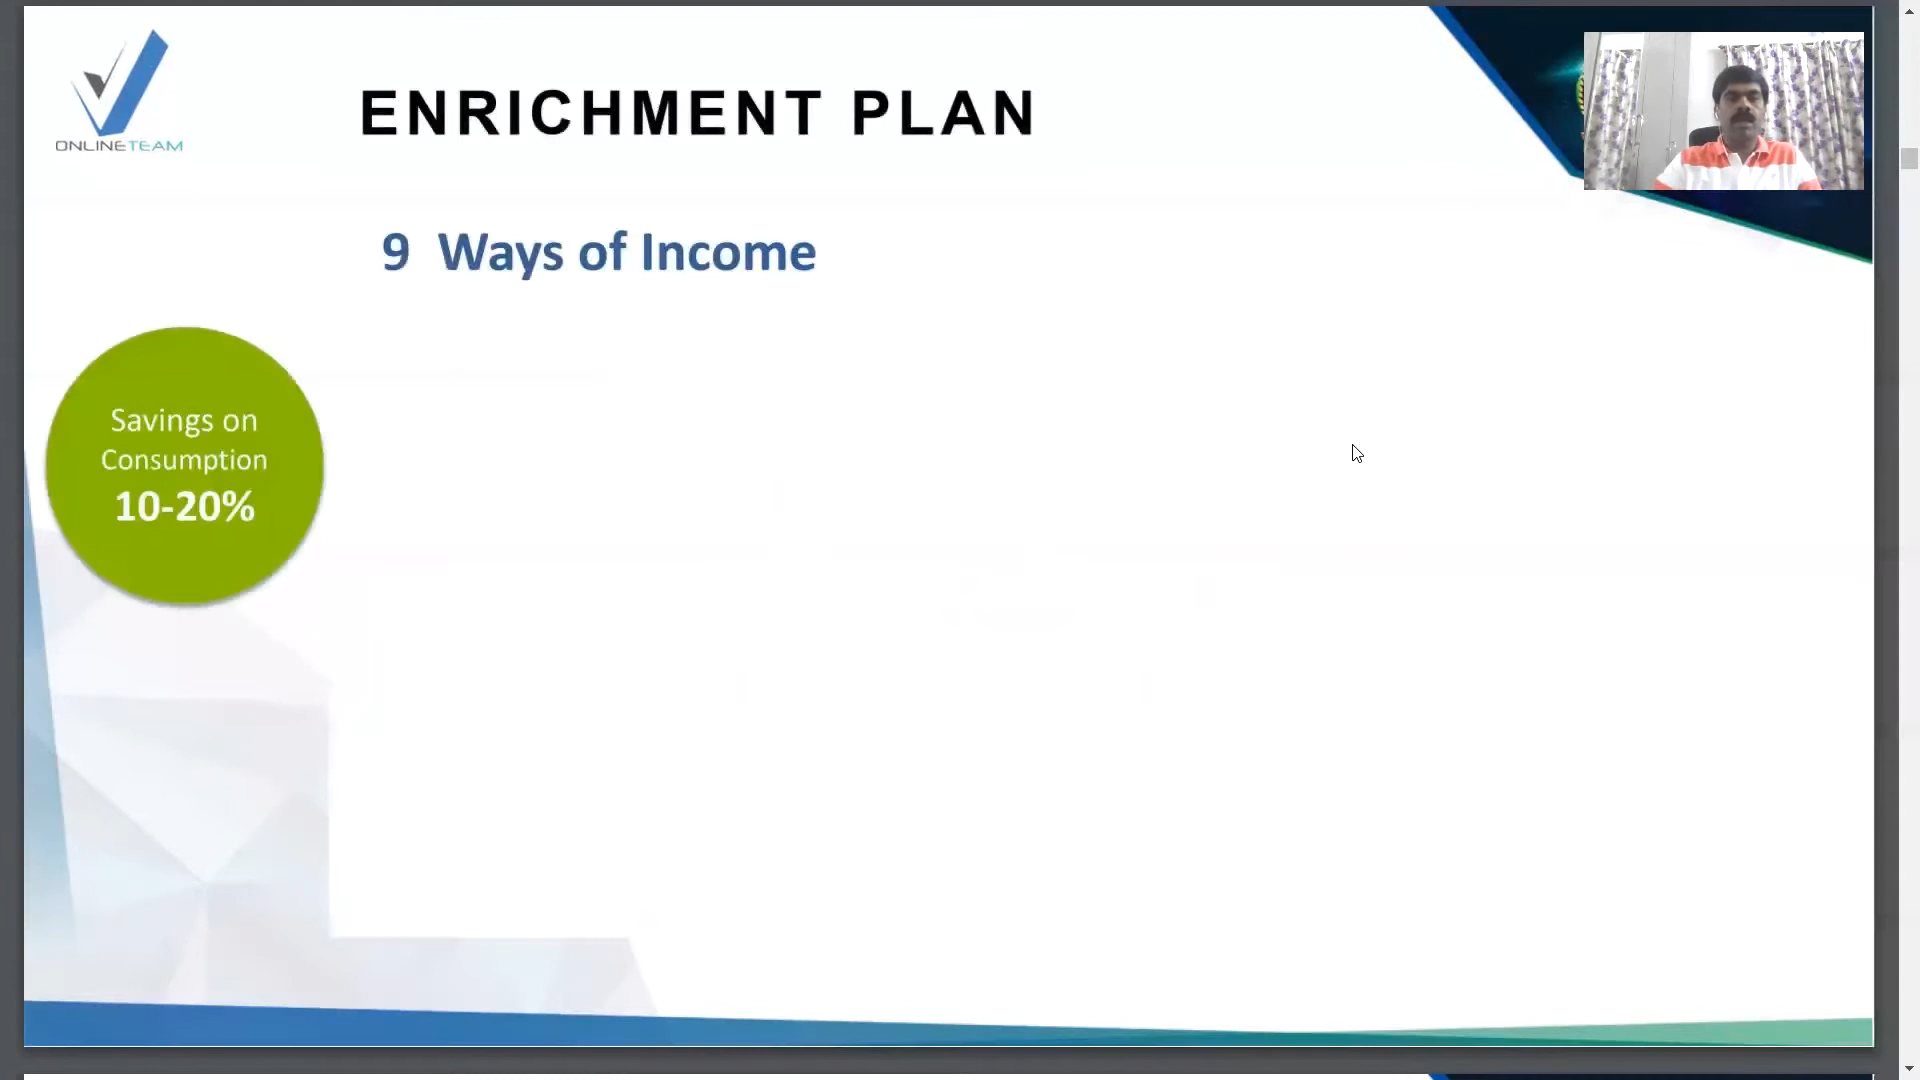 ONLINETEAM
ENRICHMENT PLAN
9 Ways of Income
Savings on
Consumption
10-20%